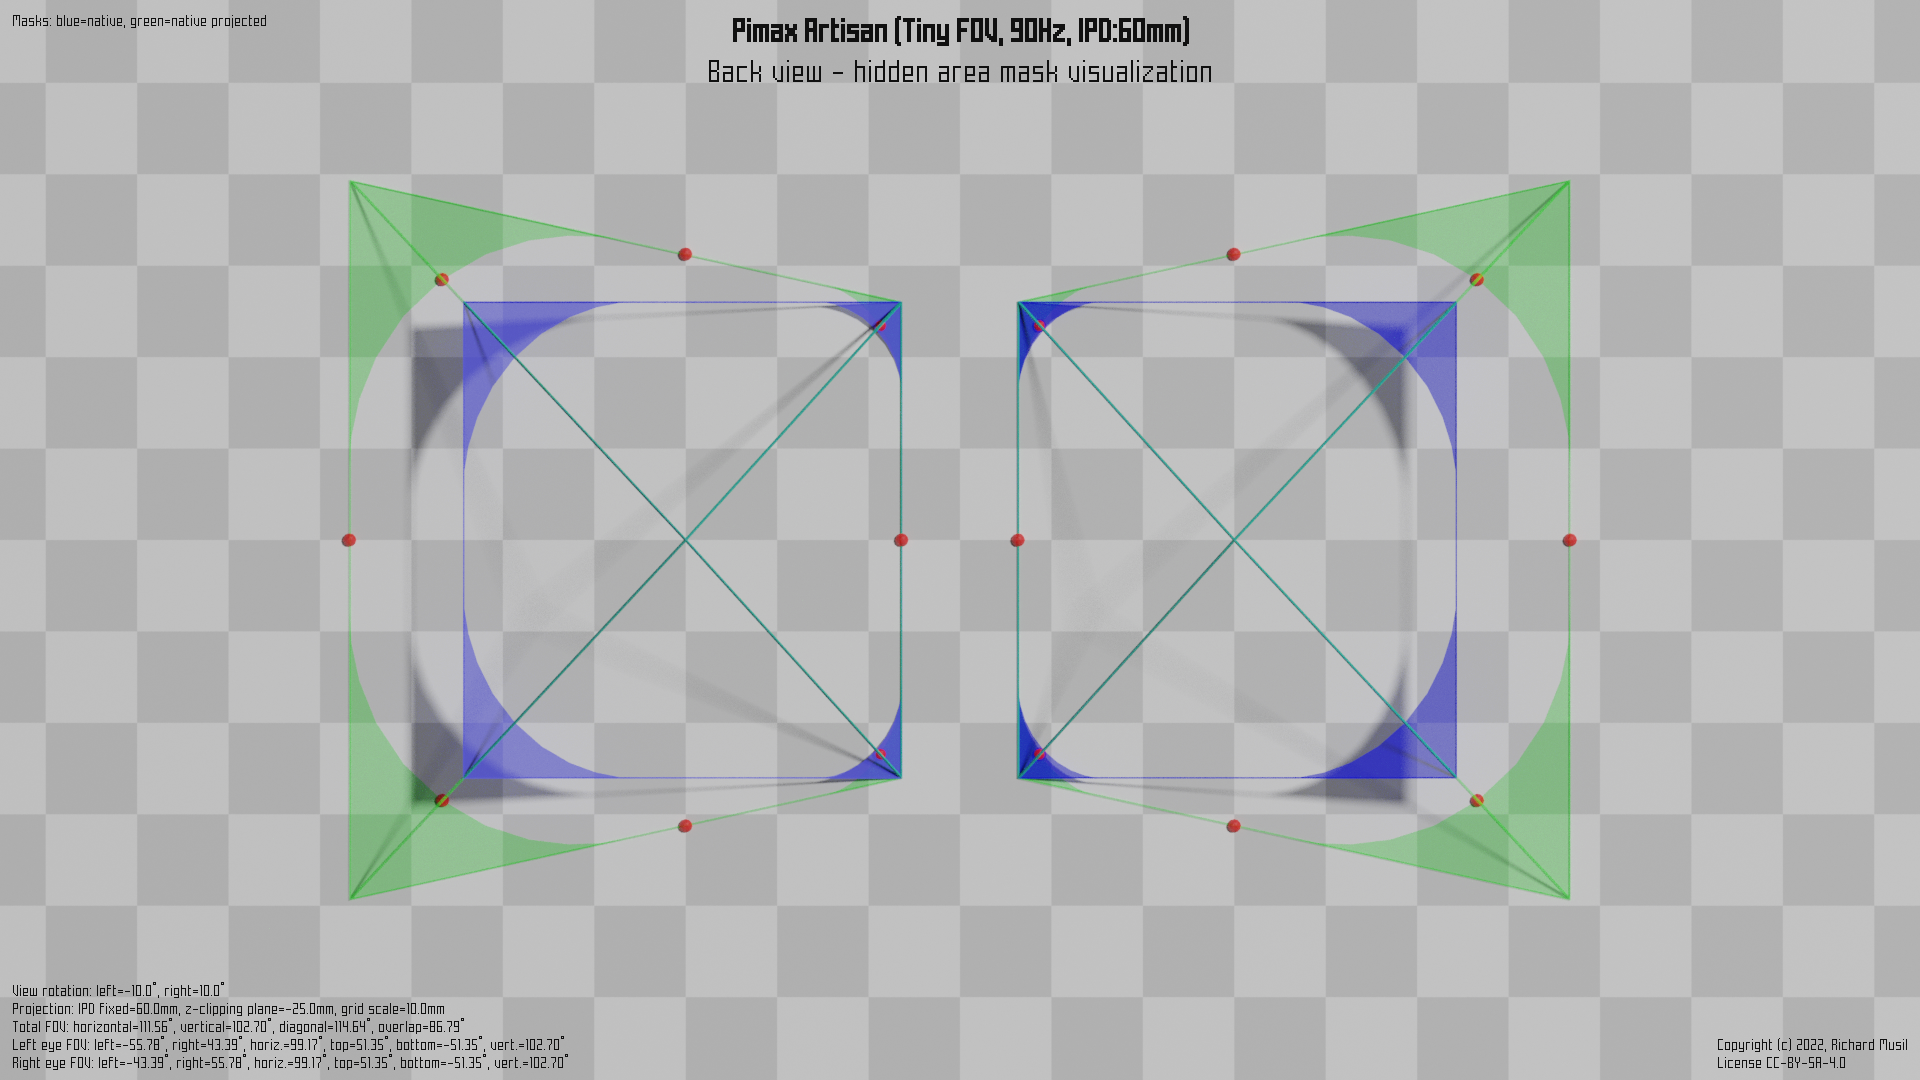 Masks: blue=native, green=native projected
Pimax Artisan (Tiny FOV, 90Hz, IPD:60mm)
Back view - hidden area mask visualization
View rotation: left=-10.0°, right=10.0°
Projection: IPD fixed=60.0mm, z-clipping plane=-25.0mm, grid scale=10.0mm
Total FOV: horizontal=111.56°, vertical=102.70°, diagonal=114.64°, overlap=86.79°
Left eye FOV: left=-55.78°, right=43.39°, horiz.=99.17°, top=51.35°, bottom=-51.35°, vert.=102.70°
Right eye FOV: left=-43.39°, right=55.78°, horiz.=99.17°, top=51.35°, bottom=-51.35°, vert.=102.70°
Copyright (c) 2022, Richard Musil
License CC-BY-SA-4.0